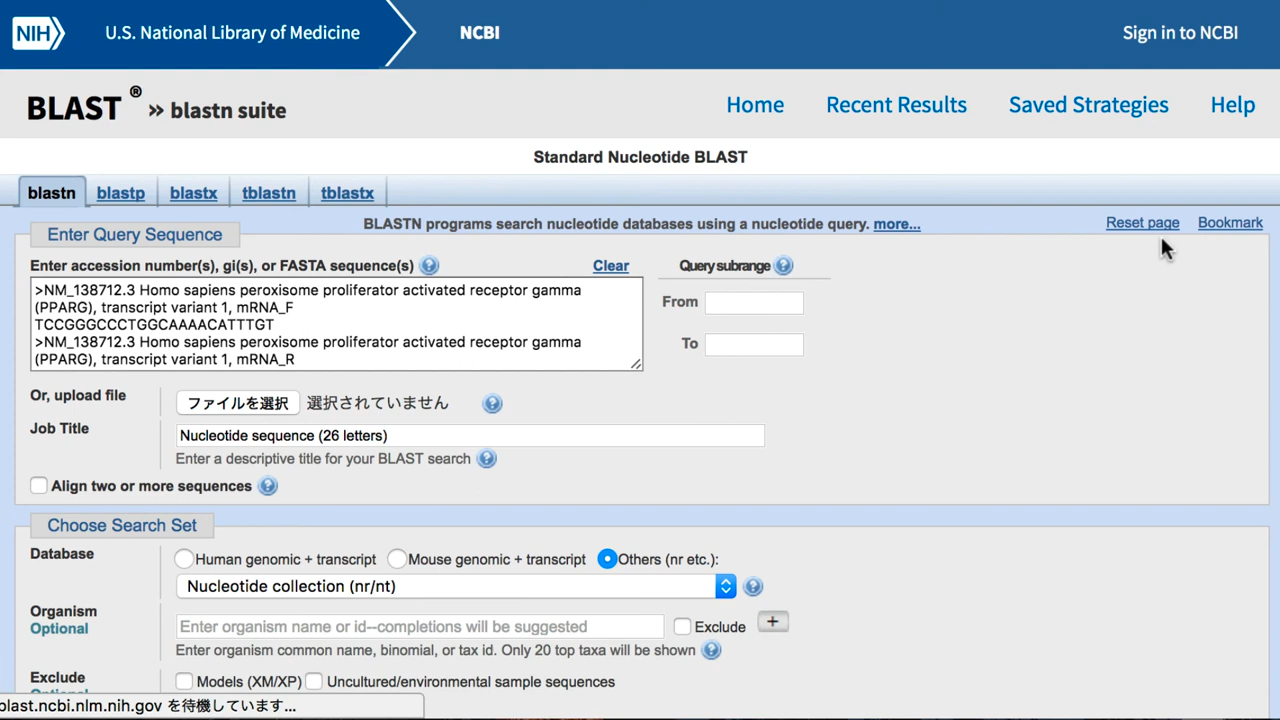 NIH U.S. National Library of Medicine NCBI Sign in to NCBI
BLAST ® » blastn suite Home Recent Results Saved Strategies Help
Standard Nucleotide BLAST
blastn blastp blastx tblastn tblastx
BLASTN programs search nucleotide databases using a nucleotide query. more... Reset page Bookmark
Enter Query Sequence
Enter accession number(s), gi(s), or FASTA sequence(s) Clear Query subrange
>NM_138712.3 Homo sapiens peroxisome proliferator activated receptor gamma
(PPARG), transcript variant 1, mRNA_F
TCCGGGCCCTGGCAAAACATTTGT
>NM_138712.3 Homo sapiens peroxisome proliferator activated receptor gamma
(PPARG), transcript variant 1, mRNA_R
From
To
Or, upload file ファイルを選択 選択されていません
Job Title Nucleotide sequence (26 letters)
Enter a descriptive title for your BLAST search
Align two or more sequences
Choose Search Set
Database Human genomic + transcript Mouse genomic + transcript Others (nr etc.):
Nucleotide collection (nr/nt)
Organism
Optional
Enter organism name or id--completions will be suggested Exclude +
Enter organism common name, binomial, or tax id. Only 20 top taxa will be shown
Exclude Models (XM/XP) Uncultured/environmental sample sequences
blast.ncbi.nlm.nih.gov を待機しています...